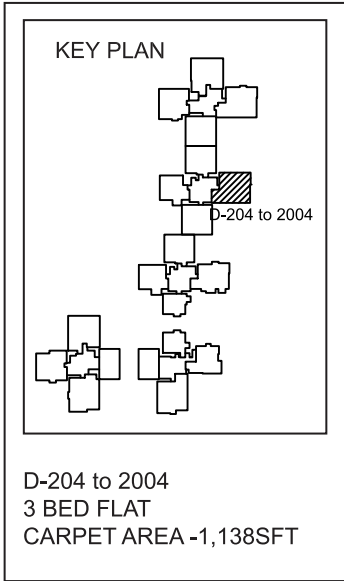 KEY PLAN
D-204 to 2004
D-204 to 2004
3 BED FLAT
CARPET AREA -1,138SFT